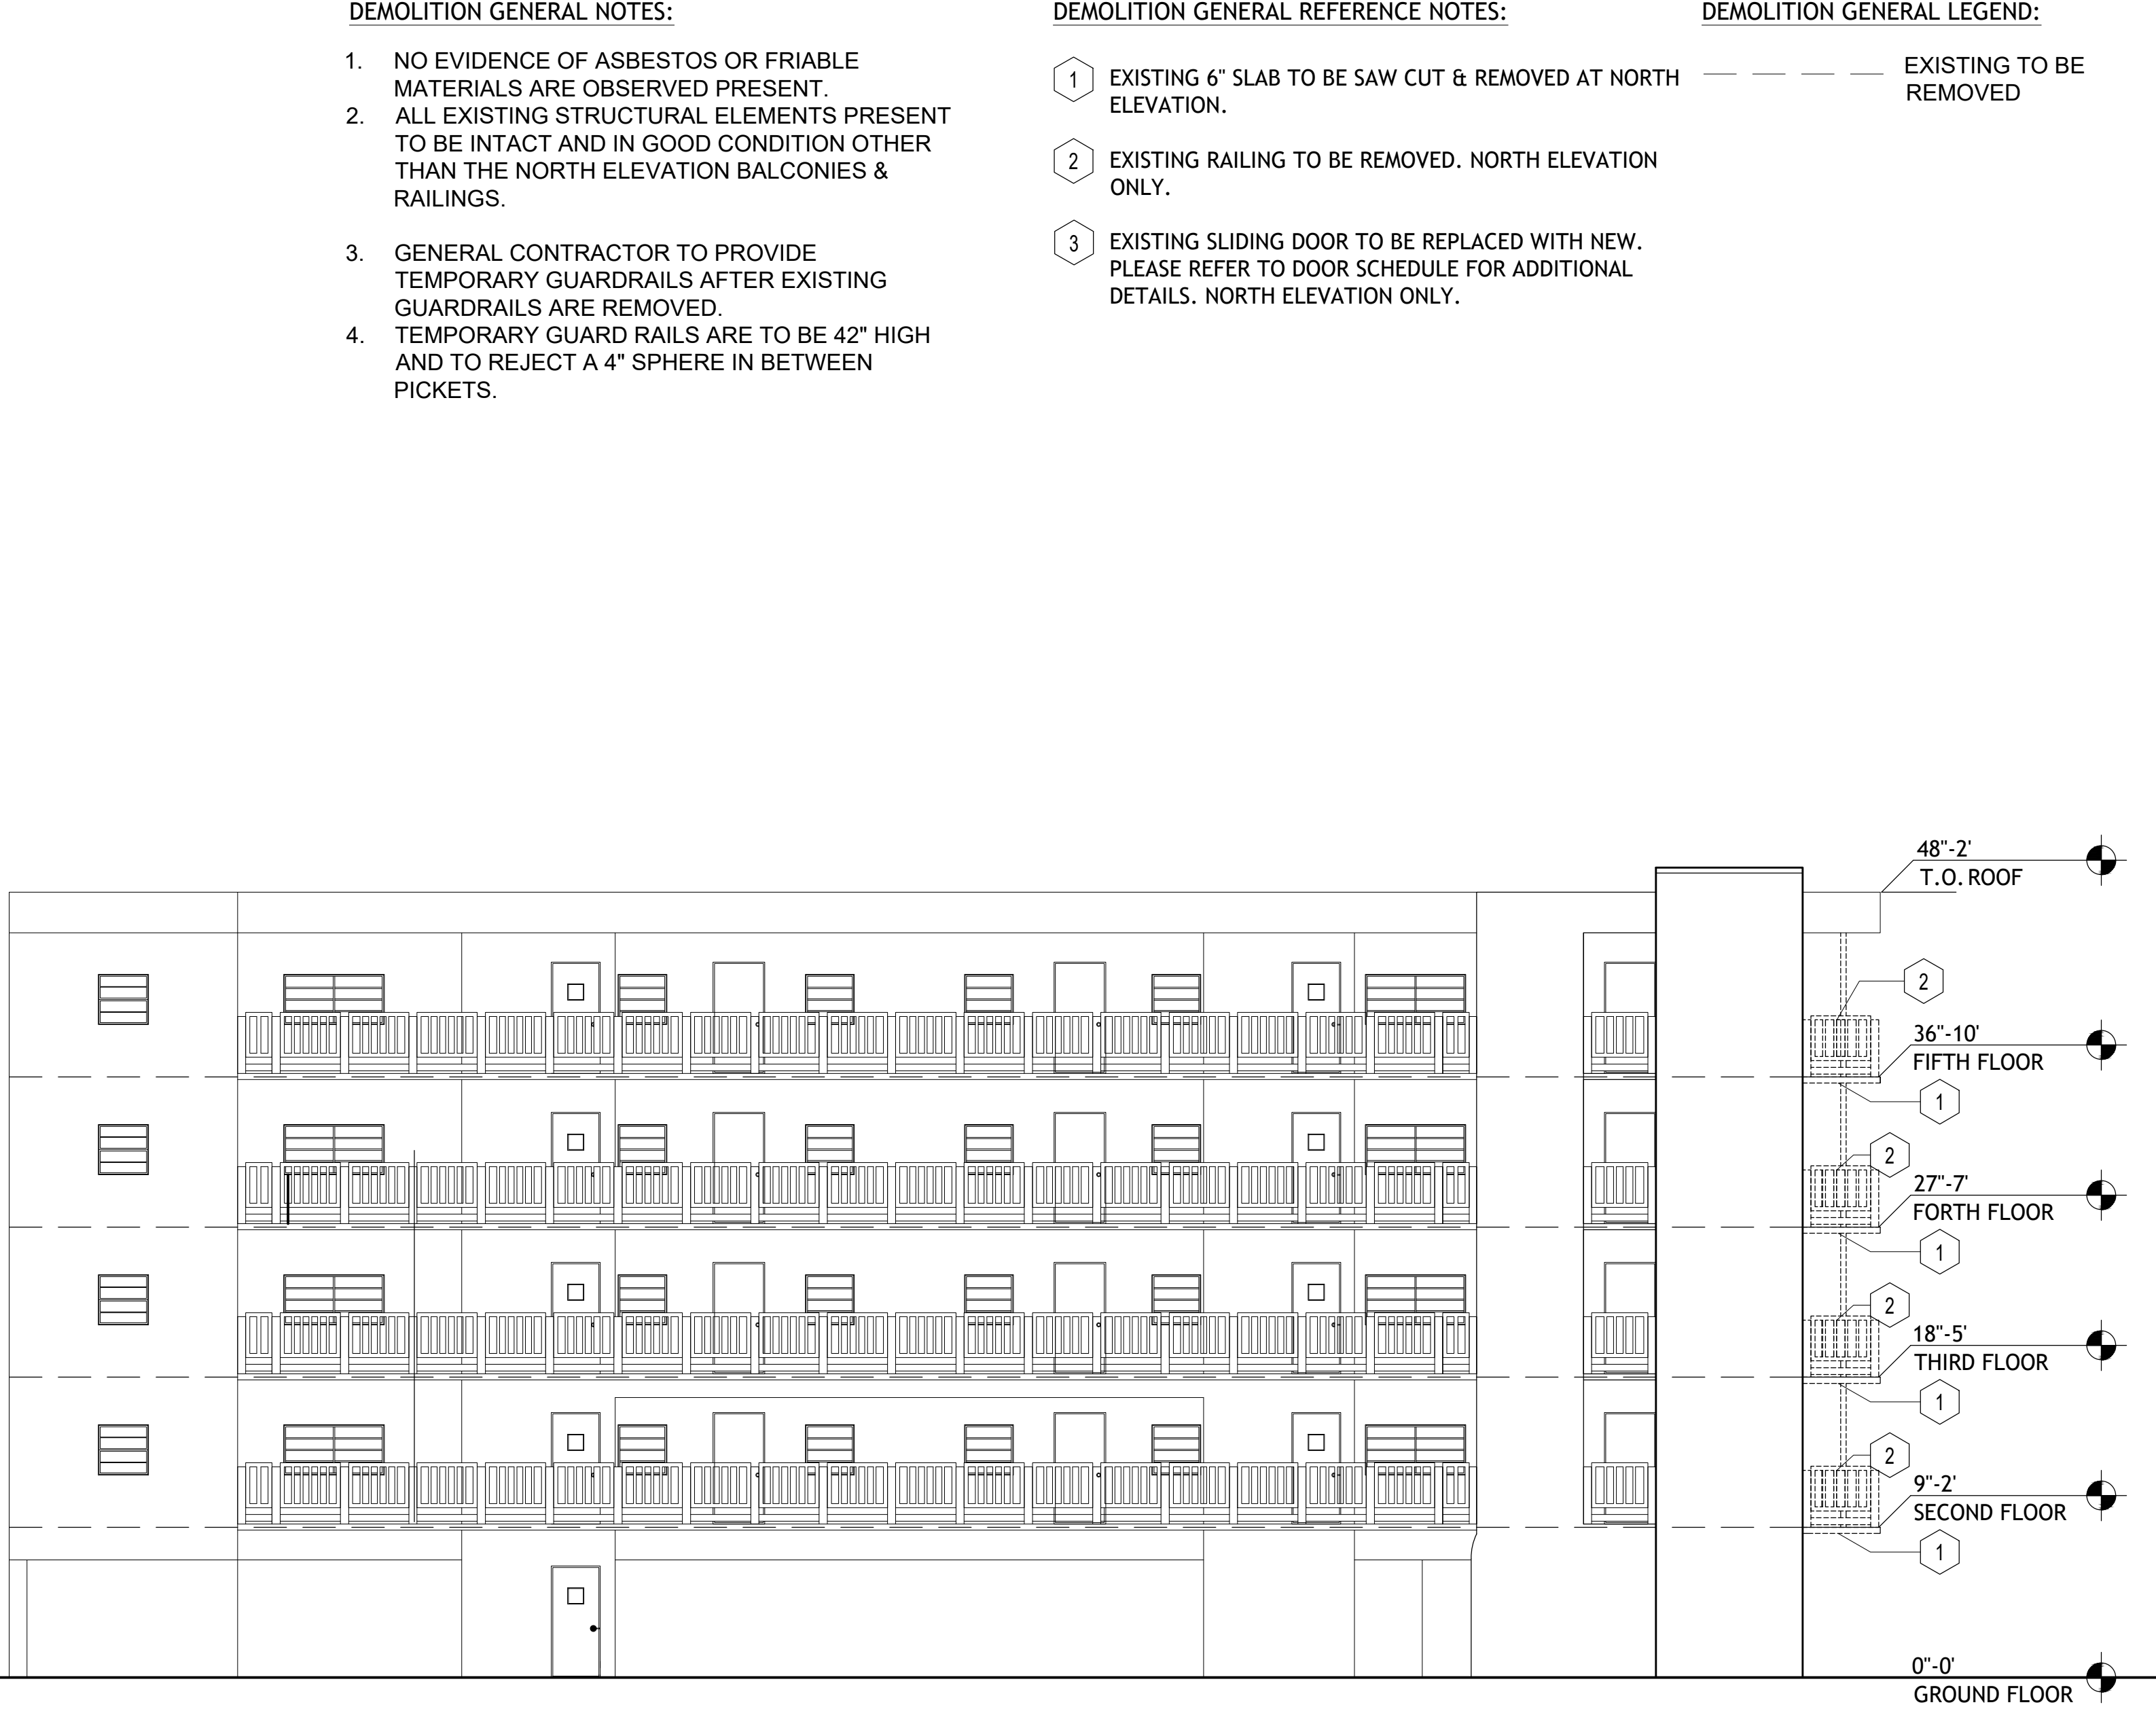 DEMOLITION GENERAL NOTES:
1. NO EVIDENCE OF ASBESTOS OR FRIABLE
MATERIALS ARE OBSERVED PRESENT.
2. ALL EXISTING STRUCTURAL ELEMENTS PRESENT
TO BE INTACT AND IN GOOD CONDITION OTHER
THAN THE NORTH ELEVATION BALCONIES &
RAILINGS.
3. GENERAL CONTRACTOR TO PROVIDE
TEMPORARY GUARDRAILS AFTER EXISTING
GUARDRAILS ARE REMOVED.
4. TEMPORARY GUARD RAILS ARE TO BE 42" HIGH
AND TO REJECT A 4" SPHERE IN BETWEEN
PICKETS.
DEMOLITION GENERAL REFERENCE NOTES:
1 EXISTING 6" SLAB TO BE SAW CUT & REMOVED AT NORTH
ELEVATION.
2 EXISTING RAILING TO BE REMOVED. NORTH ELEVATION
ONLY.
3 EXISTING SLIDING DOOR TO BE REPLACED WITH NEW.
PLEASE REFER TO DOOR SCHEDULE FOR ADDITIONAL
DETAILS. NORTH ELEVATION ONLY.
DEMOLITION GENERAL LEGEND:
EXISTING TO BE
REMOVED
48"-2'
T.O. ROOF
2
36"-10'
FIFTH FLOOR
1
2
27"-7'
FORTH FLOOR
1
2
18"-5'
THIRD FLOOR
1
2
9"-2'
SECOND FLOOR
1
0"-0'
GROUND FLOOR